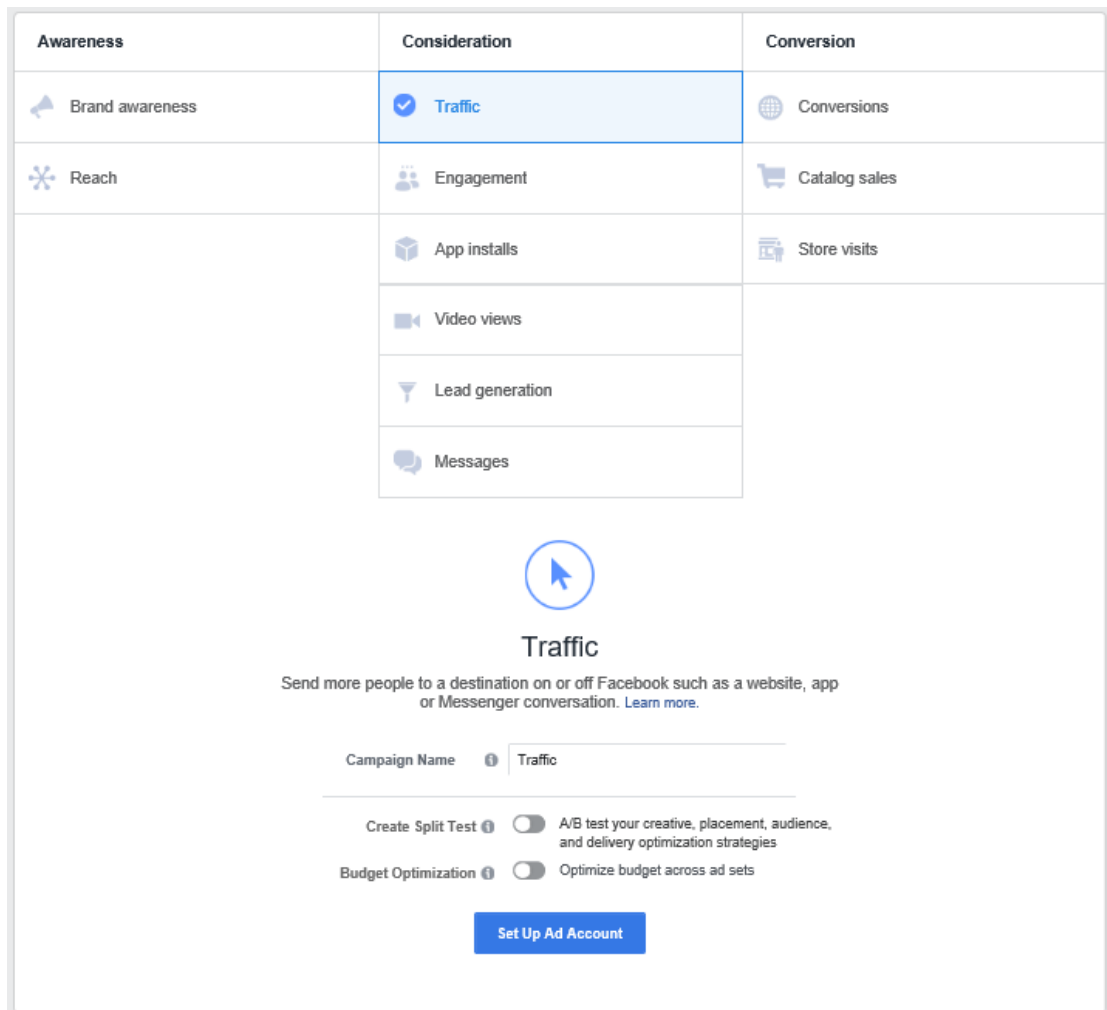 Awareness
Consideration
Conversion
Brand awareness
Traffic
Conversions
Reach
Engagement
Catalog sales
App installs
Store visits
Video views
Lead generation
Messages
Traffic
Send more people to a destination on or off Facebook such as a website, app
or Messenger conversation. Learn more.
Campaign Name
Traffic
Create Split Test
A/B test your creative, placement, audience,
and delivery optimization strategies
Budget Optimization
Optimize budget across ad sets
Set Up Ad Account